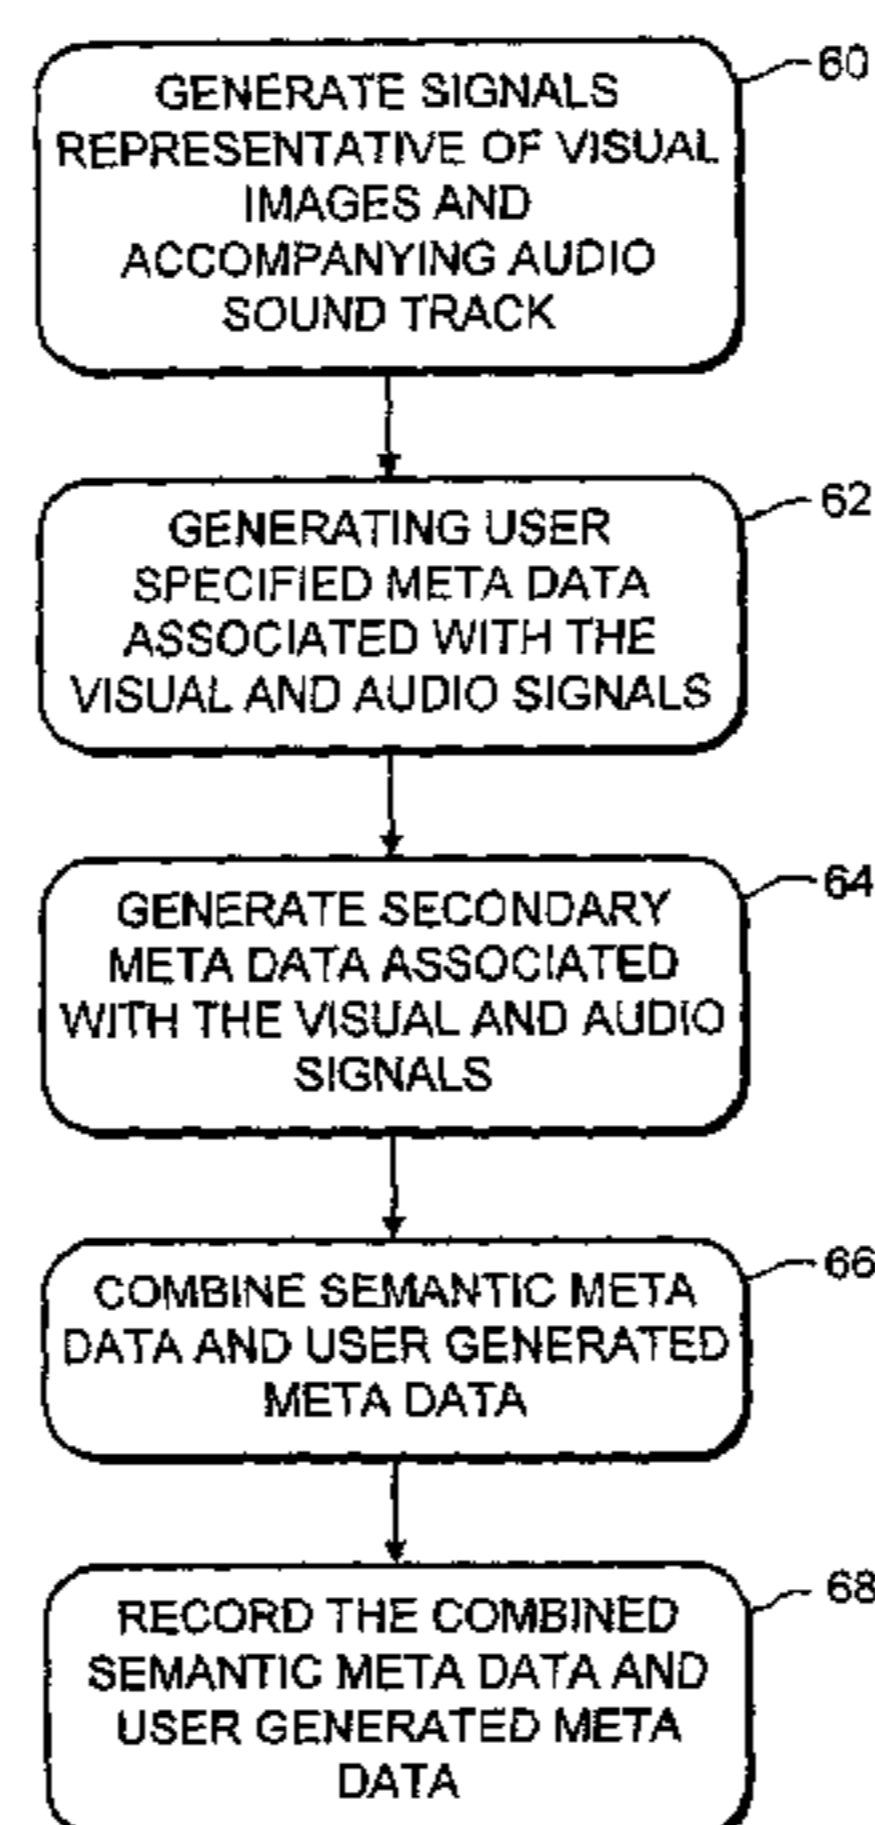 GENERATE SIGNALS
REPRESENTATIVE OF VISUAL
IMAGES AND
ACCOMPANYING AUDIO
SOUND TRACK
60
GENERATING USER
SPECIFIED META DATA
ASSOCIATED WITH THE
VISUAL AND AUDIO SIGNALS
62
GENERATE SECONDARY
META DATA ASSOCIATED
WITH THE VISUAL AND AUDIO
SIGNALS
64
COMBINE SEMANTIC META
DATA AND USER GENERATED
META DATA
66
RECORD THE COMBINED
SEMANTIC META DATA AND
USER GENERATED META
DATA
68